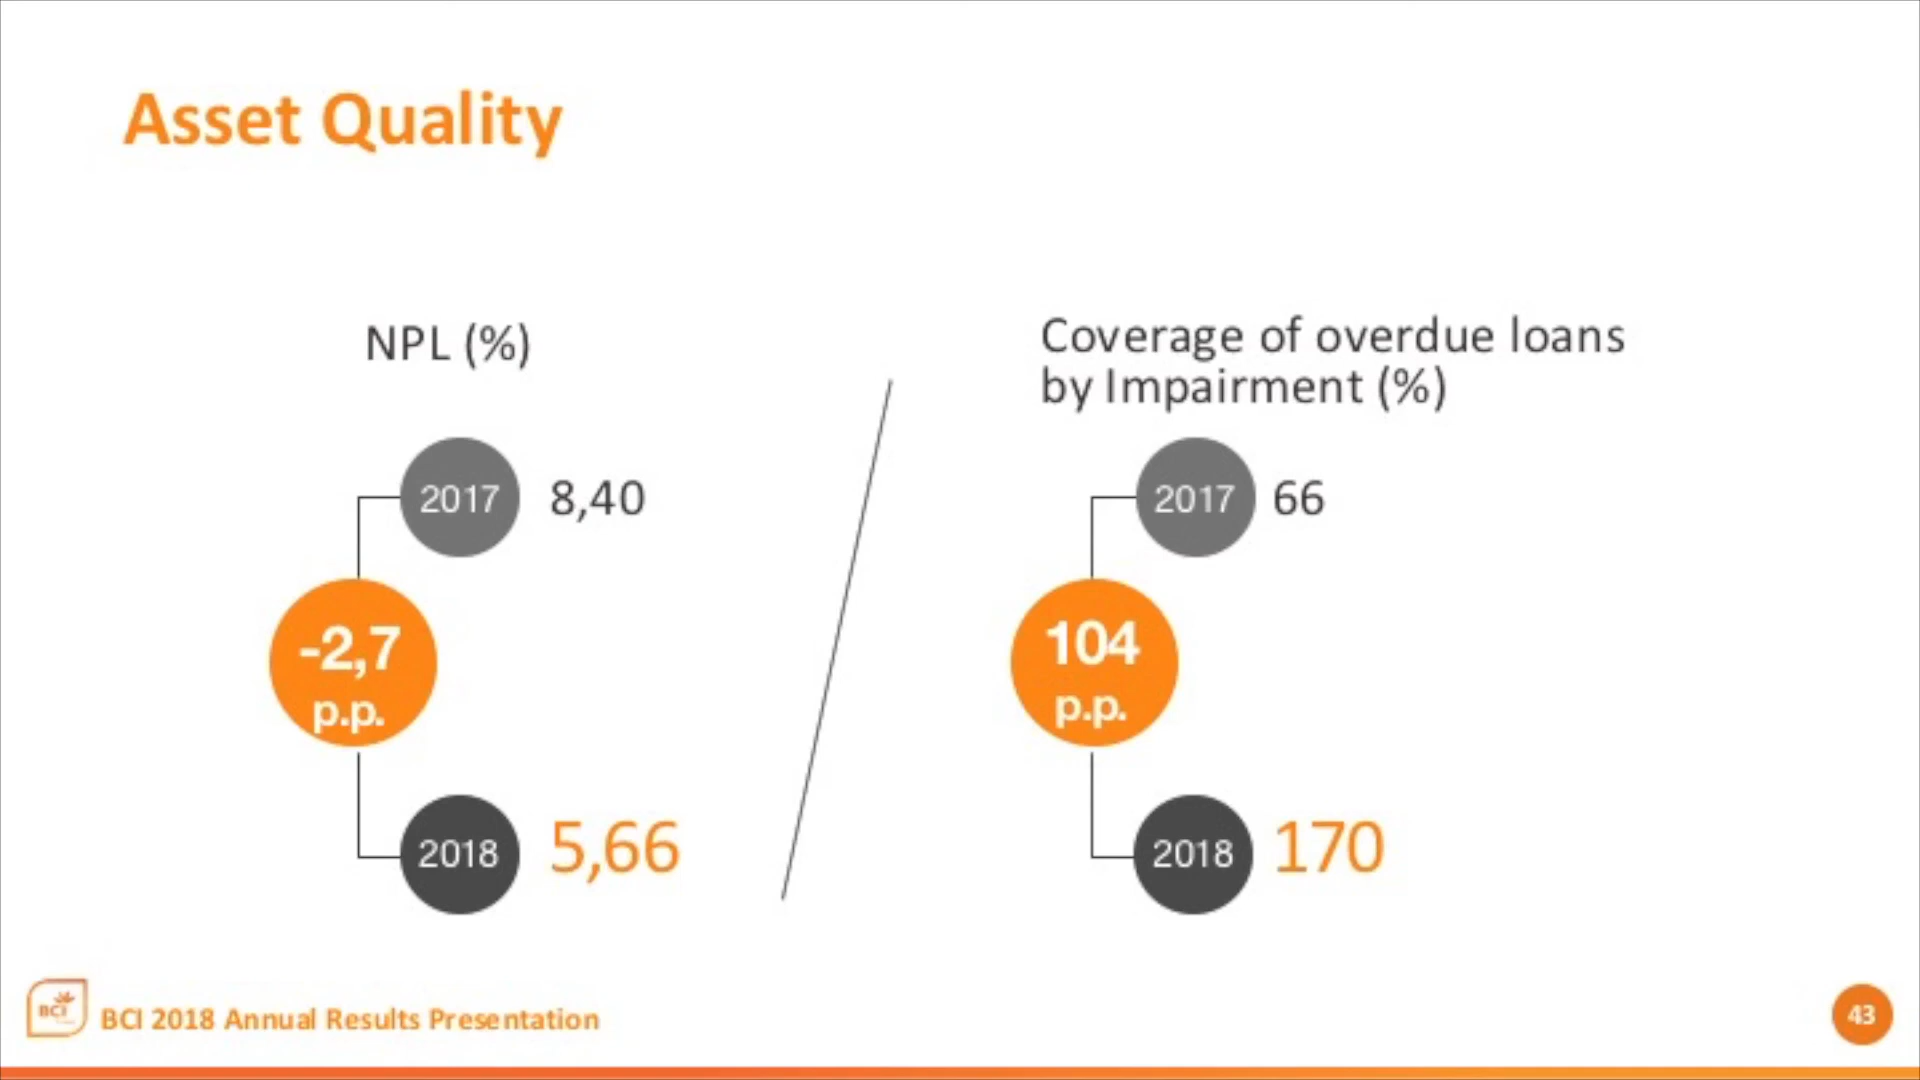 Asset Quality
NPL (%)
2017 8,40
-2,7
p.p.
2018 5,66
Coverage of overdue loans
by Impairment (%)
2017 66
104
p.p.
2018 170
BCI
BCI 2018 Annual Results Presentation
43